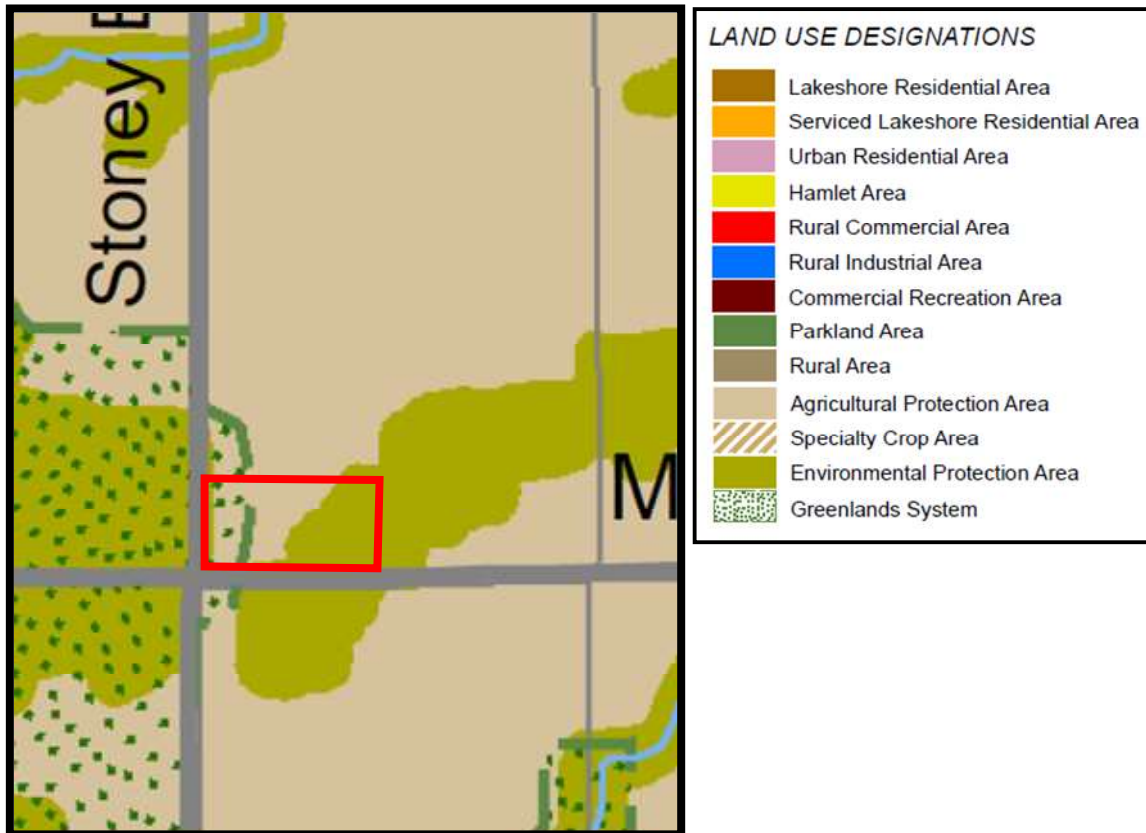 Stoney
M
LAND USE DESIGNATIONS
Lakeshore Residential Area
Serviced Lakeshore Residential Area
Urban Residential Area
Hamlet Area
Rural Commercial Area
Rural Industrial Area
Commercial Recreation Area
Parkland Area
Rural Area
Agricultural Protection Area
Specialty Crop Area
Environmental Protection Area
Greenlands System